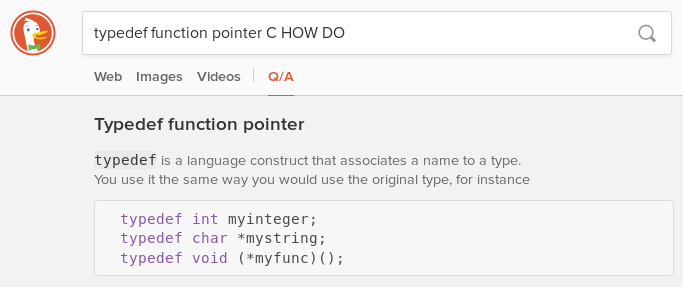 typedef function pointer C HOW DO
Web Images Videos Q/A
Typedef function pointer
typedef is a language construct that associates a name to a type.
You use it the same way you would use the original type, for instance
typedef int myinteger;
typedef char *mystring;
typedef void (*myfunc)();